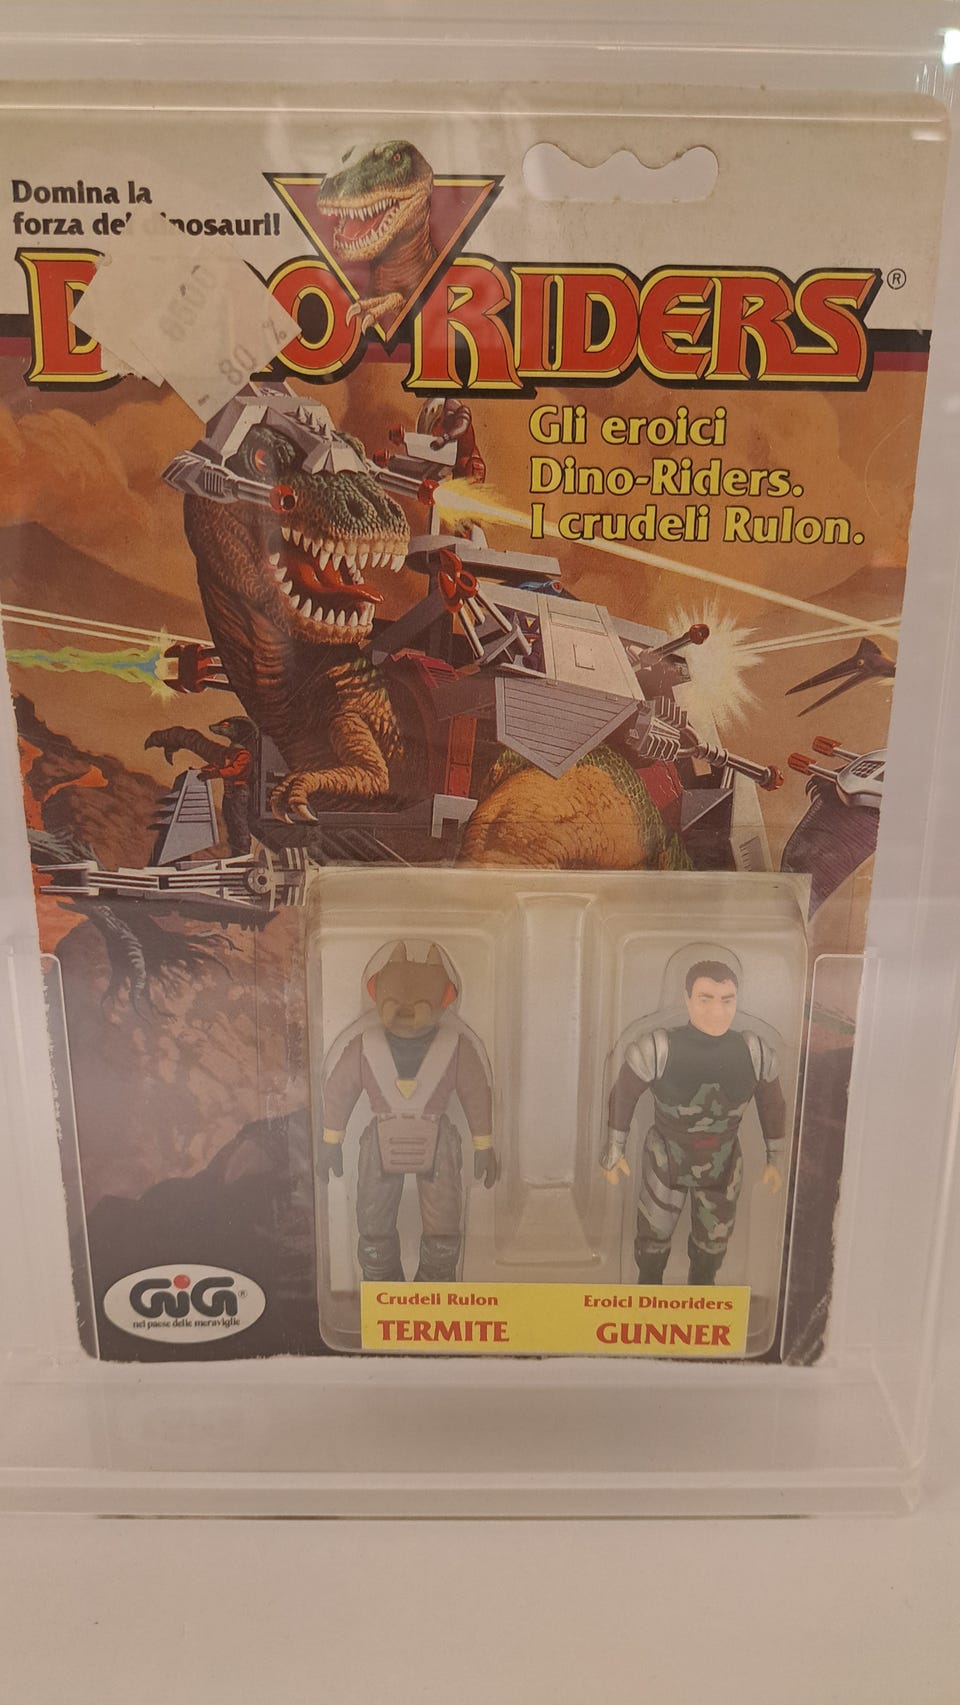 Domina la
forza dei dinosauri!
DINO-RIDERS®
Gli eroici
Dino-Riders.
I crudeli Rulon.
GiG®
nel paese delle meraviglie
Crudeli Rulon
TERMITE
Eroici Dinoriders
GUNNER